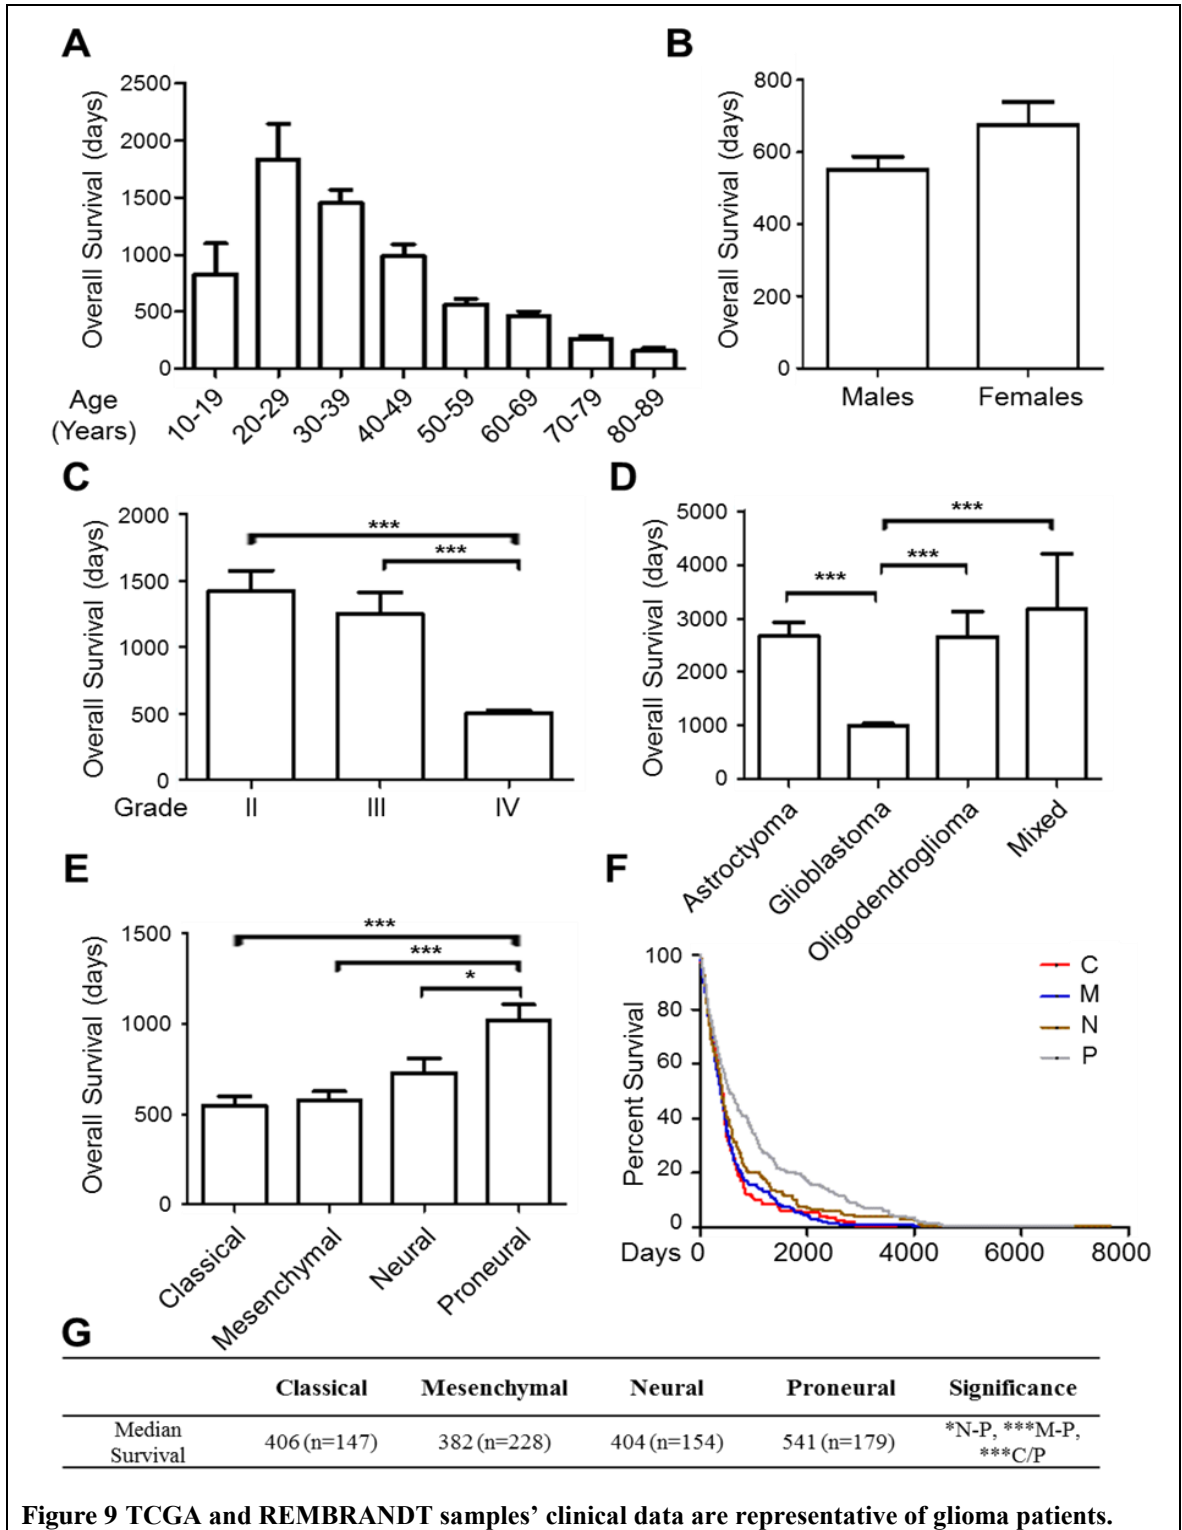 A
Overall Survival (days)
2500
2000
1500
1000
500
0
Age
(Years)
10-19
20-29
30-39
40-49
50-59
60-69
70-79
80-89
B
Overall Survival (days)
800
600
400
200
0
Males
Females
C
Overall Survival (days)
2000
1500
1000
500
0
***
***
Grade
II
III
IV
D
Overall Survival (days)
5000
4000
3000
2000
1000
0
***
***
***
Astroctyoma
Glioblastoma
Oligodendroglioma
Mixed
E
Overall Survival (days)
1500
1000
500
0
***
***
*
Classical
Mesenchymal
Neural
Proneural
F
Percent Survival
100
80
60
40
20
0
C
M
N
P
Days
0
2000
4000
6000
8000
G
Classical Mesenchymal Neural Proneural Significance
Median Survival 406 (n=147) 382 (n=228) 404 (n=154) 541 (n=179) *N-P, ***M-P, ***C/P
Figure 9 TCGA and REMBRANDT samples’ clinical data are representative of glioma patients.